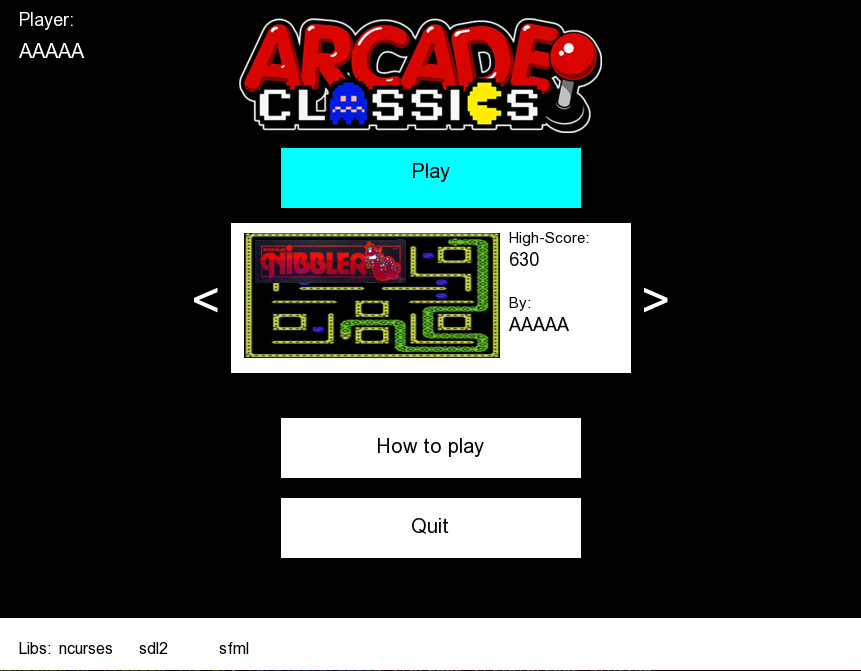 Player:
AAAAA
ARCADE
CLASSICS
Play
NIBBLER
High-Score:
630
By:
AAAAA
<
>
How to play
Quit
Libs: ncurses sdl2 sfml